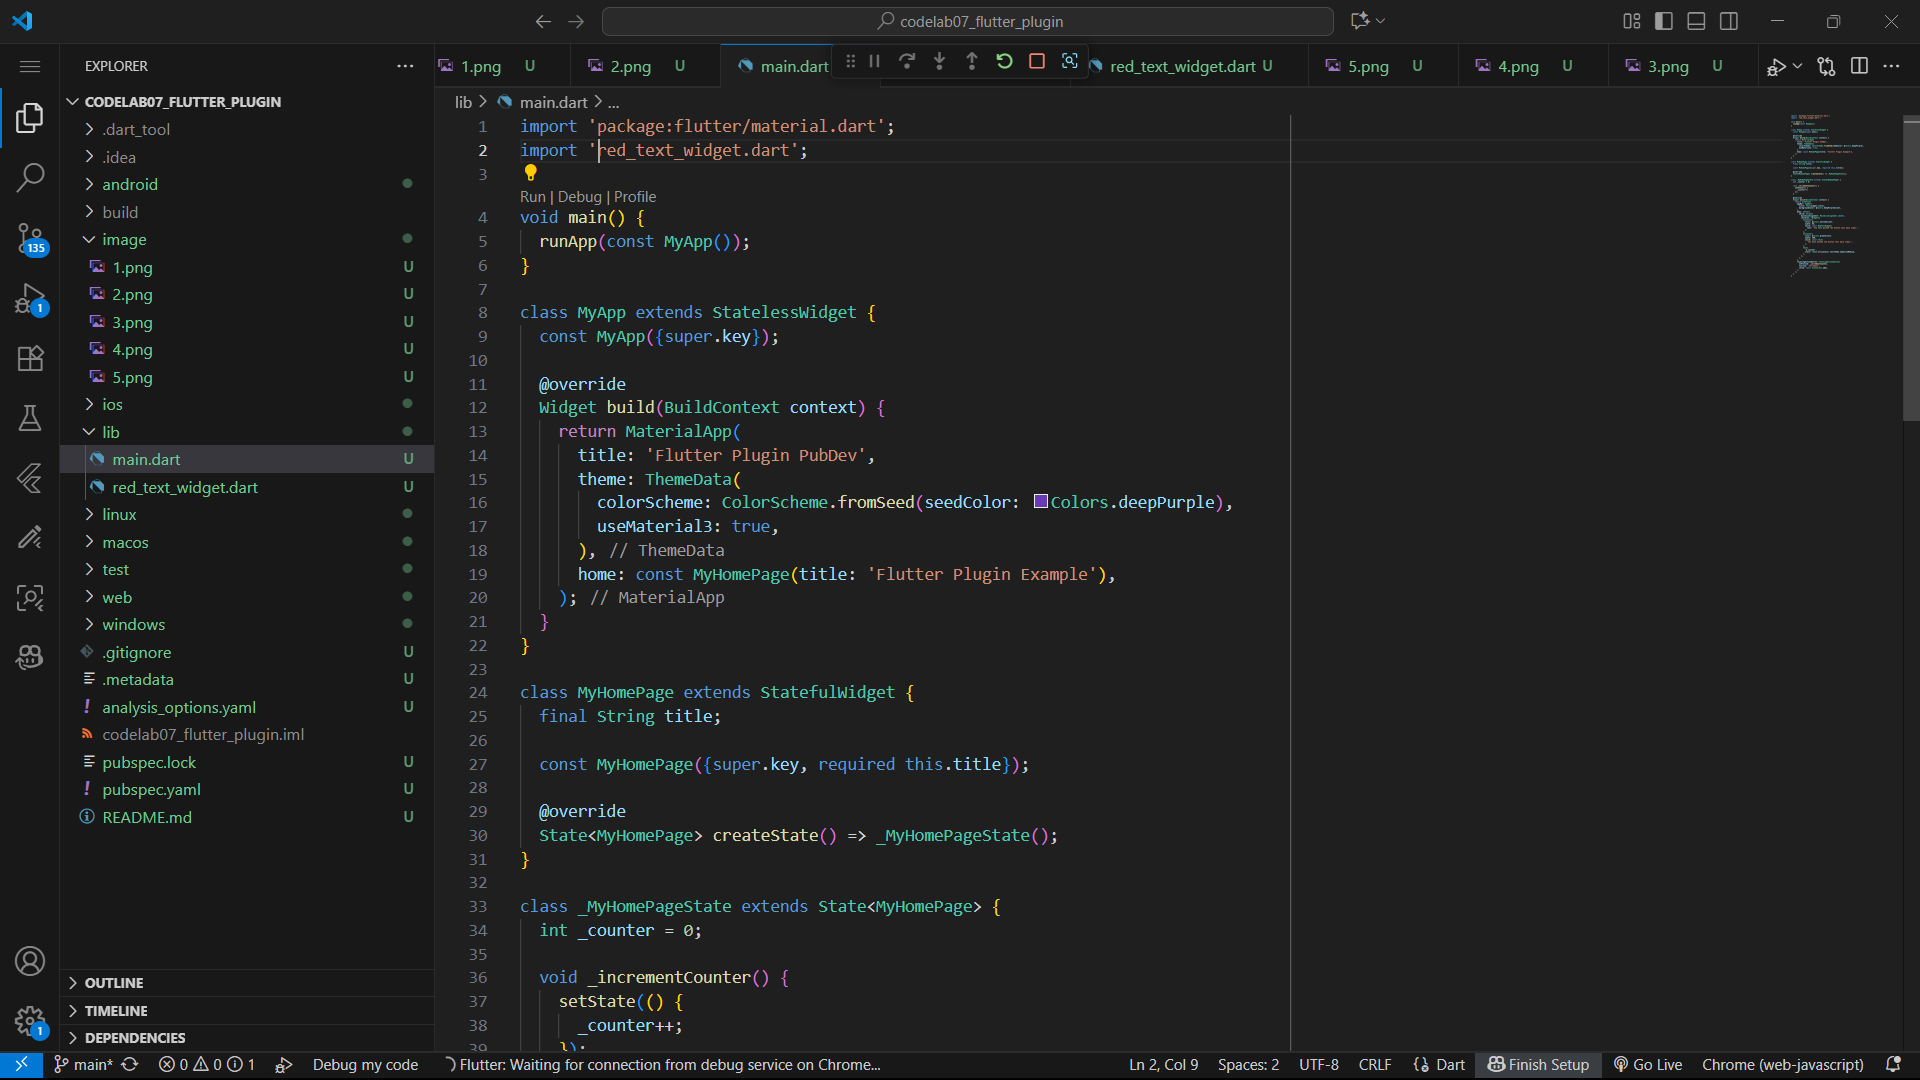 codelab07_flutter_plugin
EXPLORER
1.png U
2.png U
main.dart
red_text_widget.dart U
5.png U
4.png U
3.png U
CODELAB07_FLUTTER_PLUGIN
.dart_tool
.idea
android
build
image
1.png U
2.png U
3.png U
4.png U
5.png U
ios
lib
main.dart U
red_text_widget.dart U
linux
macos
test
web
windows
.gitignore U
.metadata U
analysis_options.yaml U
codelab07_flutter_plugin.iml
pubspec.lock U
pubspec.yaml U
README.md U
OUTLINE
TIMELINE
DEPENDENCIES
135
1
1
lib > main.dart > ...
1 import 'package:flutter/material.dart';
2 import 'red_text_widget.dart';
3
Run | Debug | Profile
4 void main() {
5 runApp(const MyApp());
6 }
7
8 class MyApp extends StatelessWidget {
9 const MyApp({super.key});
10
11 @override
12 Widget build(BuildContext context) {
13 return MaterialApp(
14 title: 'Flutter Plugin PubDev',
15 theme: ThemeData(
16 colorScheme: ColorScheme.fromSeed(seedColor: Colors.deepPurple),
17 useMaterial3: true,
18 ), // ThemeData
19 home: const MyHomePage(title: 'Flutter Plugin Example'),
20 ); // MaterialApp
21 }
22 }
23
24 class MyHomePage extends StatefulWidget {
25 final String title;
26
27 const MyHomePage({super.key, required this.title});
28
29 @override
30 State<MyHomePage> createState() => _MyHomePageState();
31 }
32
33 class _MyHomePageState extends State<MyHomePage> {
34 int _counter = 0;
35
36 void _incrementCounter() {
37 setState(() {
38 _counter++;
39 });
main* 0 0 1 Debug my code Flutter: Waiting for connection from debug service on Chrome... Ln 2, Col 9 Spaces: 2 UTF-8 CRLF {} Dart Finish Setup Go Live Chrome (web-javascript)